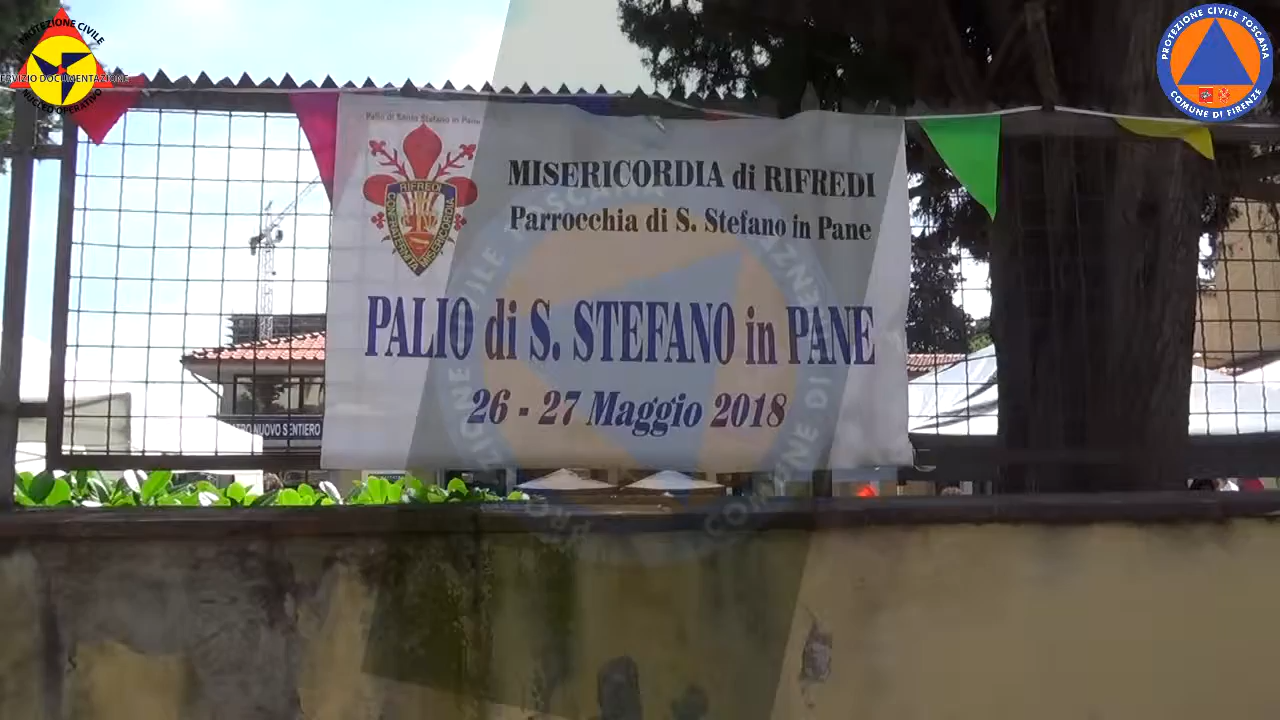 PROTEZIONE CIVILE
SERVIZIO DOCUMENTAZIONE
NUCLEO OPERATIVO
PROTEZIONE CIVILE TOSCANA
COMUNE DI FIRENZE
Palio di Santo Stefano in Pane
RIFREDI
CONFRATERNITA MISERICORDIA
MISERICORDIA di RIFREDI
Parrocchia di S. Stefano in Pane
PALIO di S. STEFANO in PANE
26 - 27 Maggio 2018
NUOVO SENTIERO